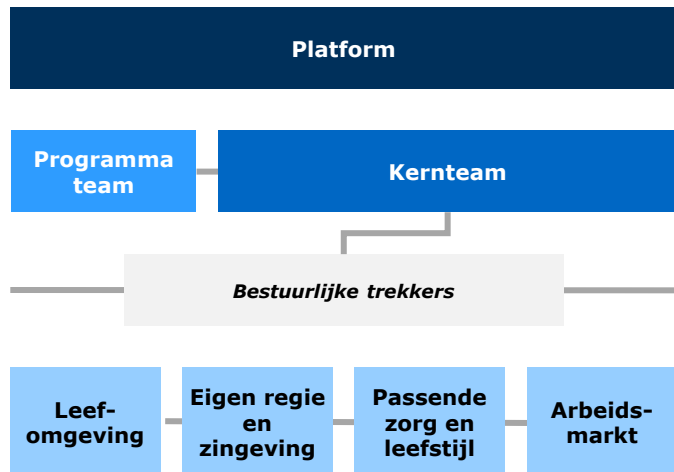 Platform
Programma
team
Kernteam
Bestuurlijke trekkers
Leef-
omgeving
Eigen regie
en
zingeving
Passende
zorg en
leefstijl
Arbeids-
markt